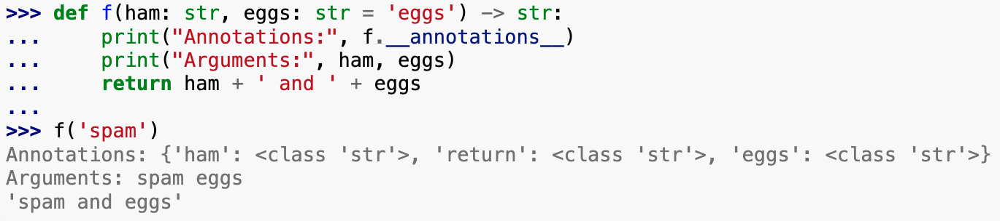 >>> def f(ham: str, eggs: str = 'eggs') -> str:
...     print("Annotations:", f.__annotations__)
...     print("Arguments:", ham, eggs)
...     return ham + ' and ' + eggs
...
>>> f('spam')
Annotations: {'ham': <class 'str'>, 'return': <class 'str'>, 'eggs': <class 'str'>}
Arguments: spam eggs
'spam and eggs'